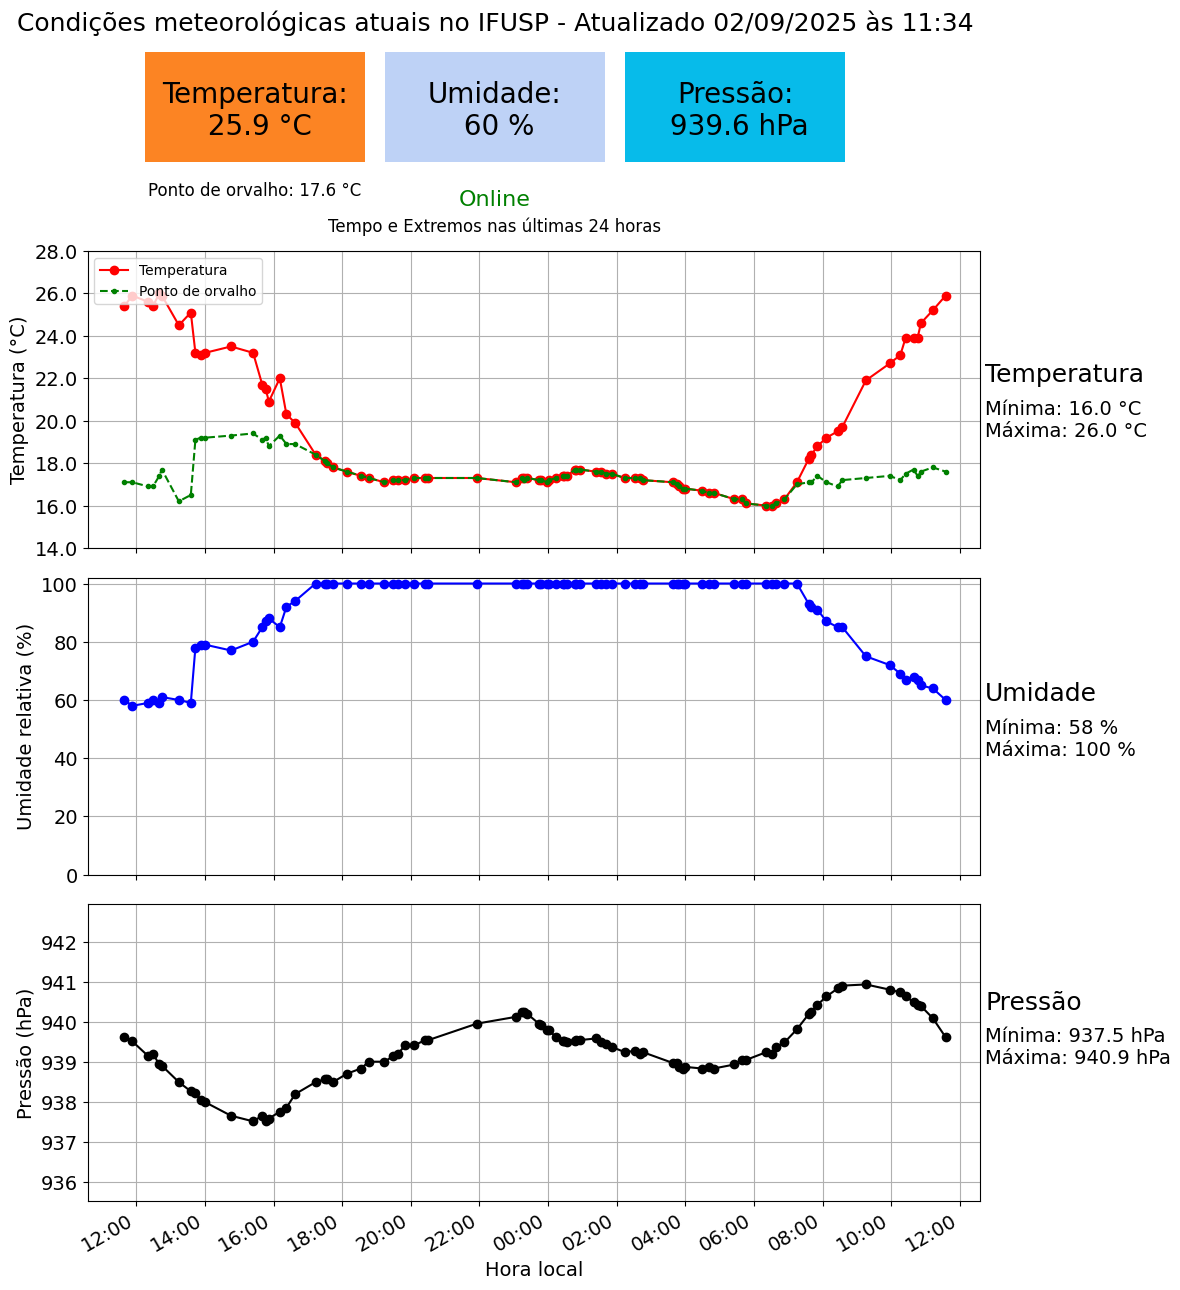 Condições meteorológicas atuais no IFUSP - Atualizado 02/09/2025 às 11:34
Temperatura:
25.9 °C
Umidade:
60 %
Pressão:
939.6 hPa
Ponto de orvalho: 17.6 °C
Online
Tempo e Extremos nas últimas 24 horas
Temperatura (°C)
28.0
26.0
24.0
22.0
20.0
18.0
16.0
14.0
Temperatura
Ponto de orvalho
Temperatura
Mínima: 16.0 °C
Máxima: 26.0 °C
Umidade relativa (%)
100
80
60
40
20
0
Umidade
Mínima: 58 %
Máxima: 100 %
Pressão (hPa)
942
941
940
939
938
937
936
Pressão
Mínima: 937.5 hPa
Máxima: 940.9 hPa
12:00 14:00 16:00 18:00 20:00 22:00 00:00 02:00 04:00 06:00 08:00 10:00 12:00
Hora local